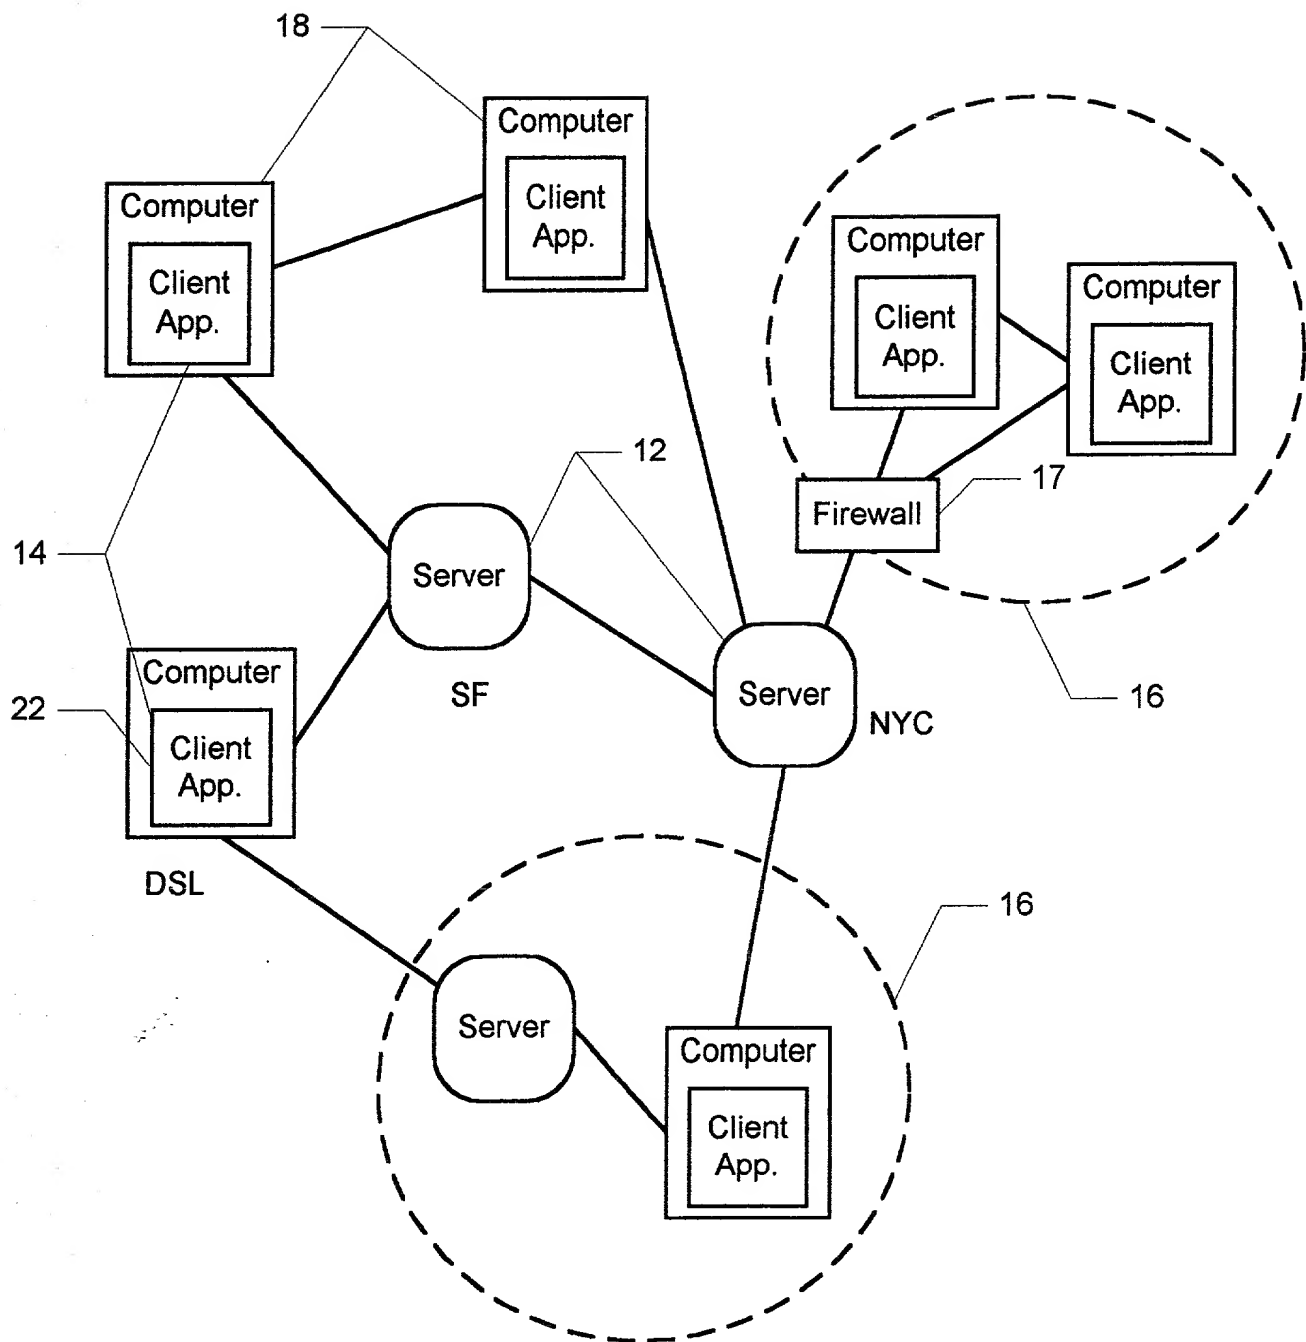 18
Computer
Client
App.
Computer
Client
App.
Computer
Client
App.
Computer
Client
App.
12
17
Firewall
14
Server
SF
16
Computer
Client
App.
22
DSL
Server
NYC
16
Server
Computer
Client
App.